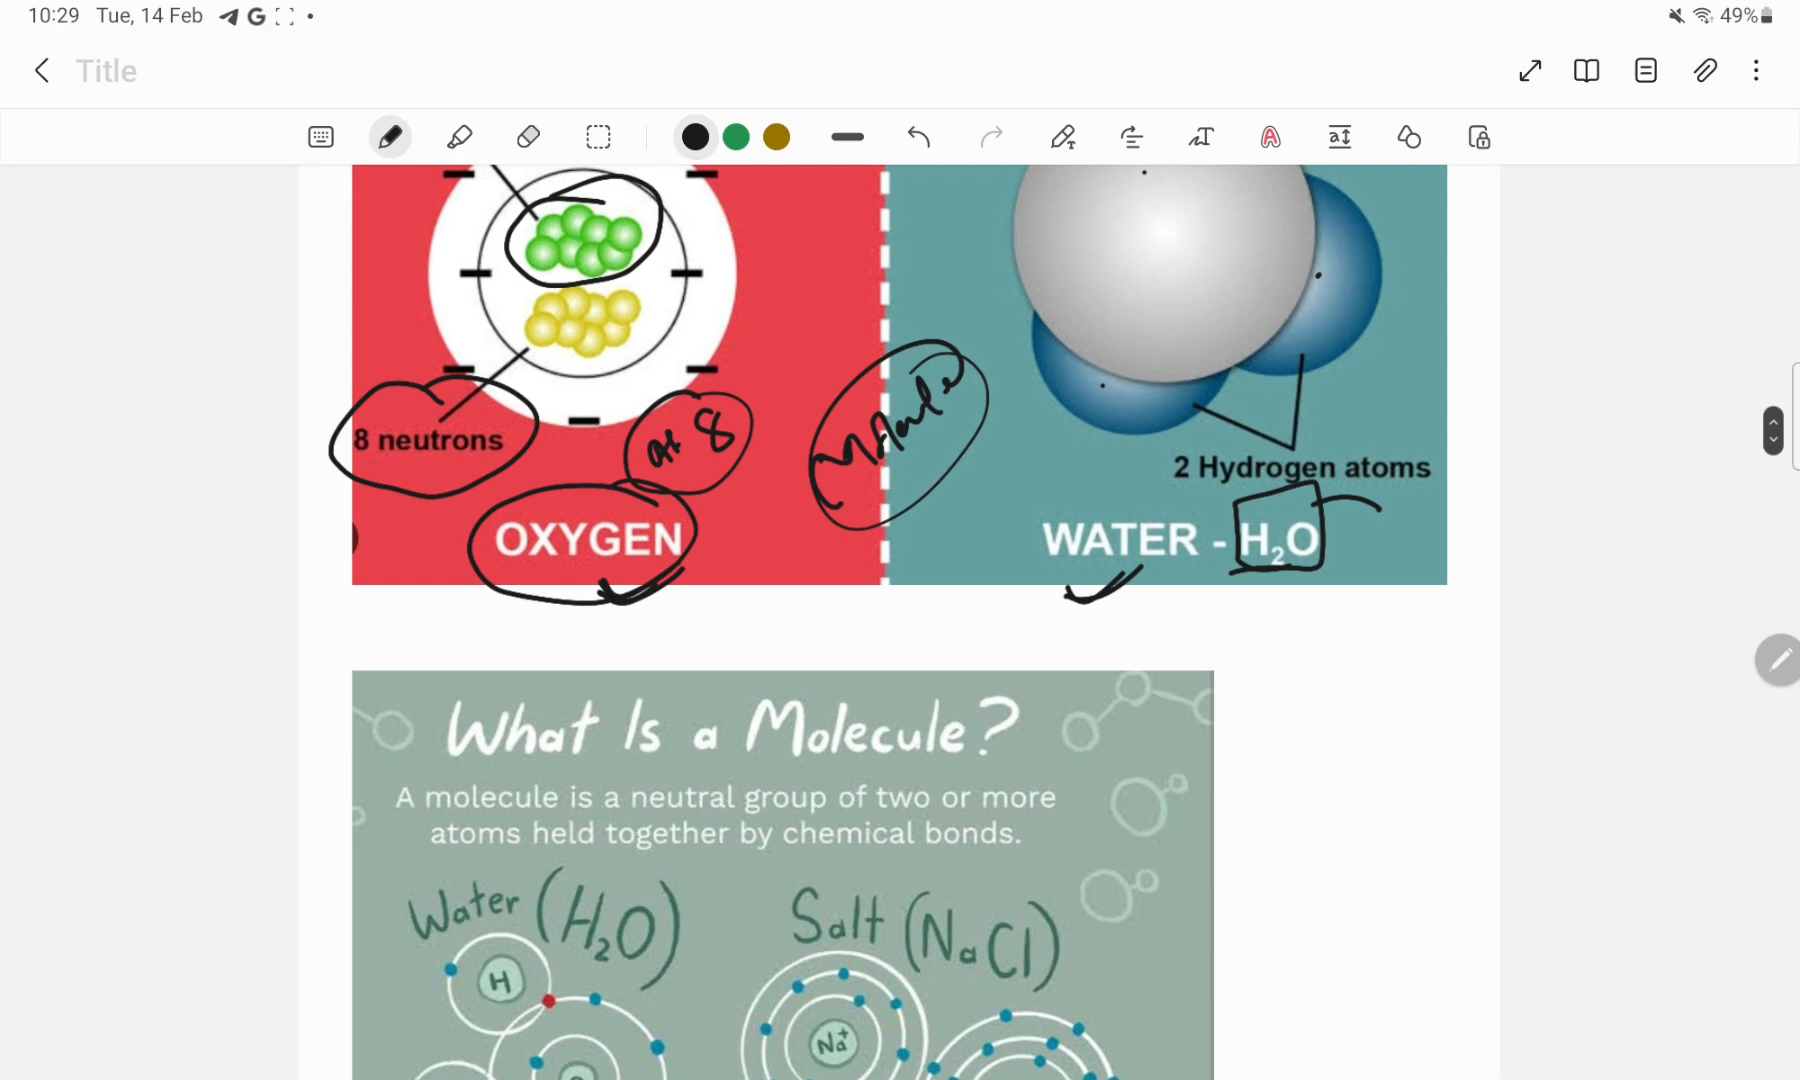 10:29 Tue, 14 Feb G
49%
Title
8 neutrons
At 8
OXYGEN
2 Hydrogen atoms
WATER - H₂O
What Is a Molecule?
A molecule is a neutral group of two or more
atoms held together by chemical bonds.
Water (H₂O)
Salt (NaCl)
H
Na⁺